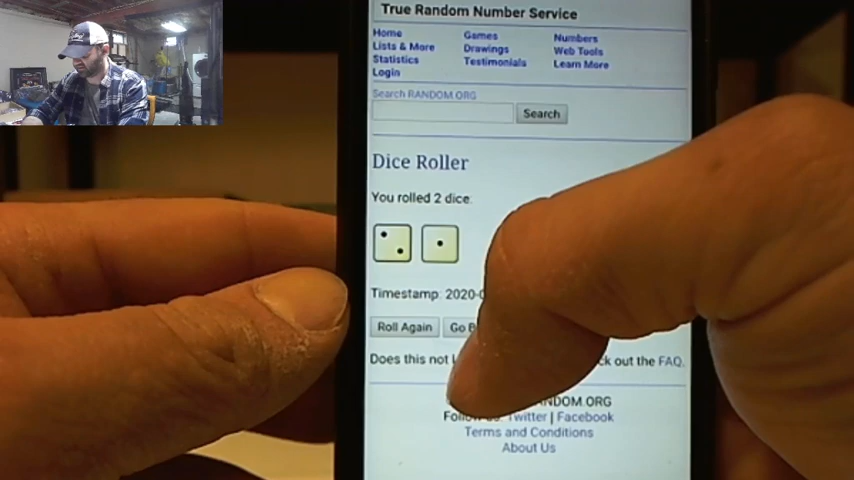 True Random Number Service
Home Games Numbers
Lists & More Drawings Web Tools
Statistics Testimonials Learn More
Login
Search RANDOM.ORG
Search
Dice Roller
You rolled 2 dice.
Timestamp: 2020-0
Roll Again Go B
Does this not ck out the FAQ.
NDOM.ORG
Twitter | Facebook
Terms and Conditions
About Us